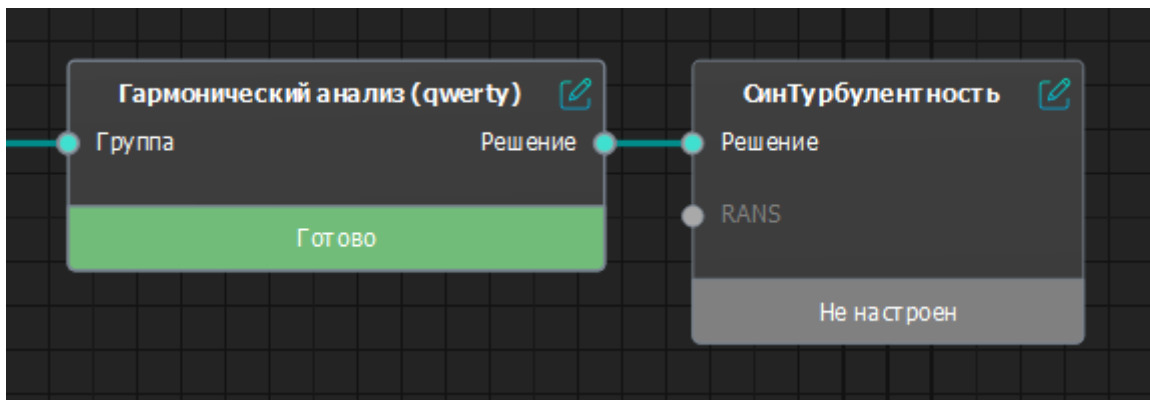 Гармонический анализ (qwerty)
Группа
Решение
Готово
СинТурбулентность
Решение
RANS
Не настроен